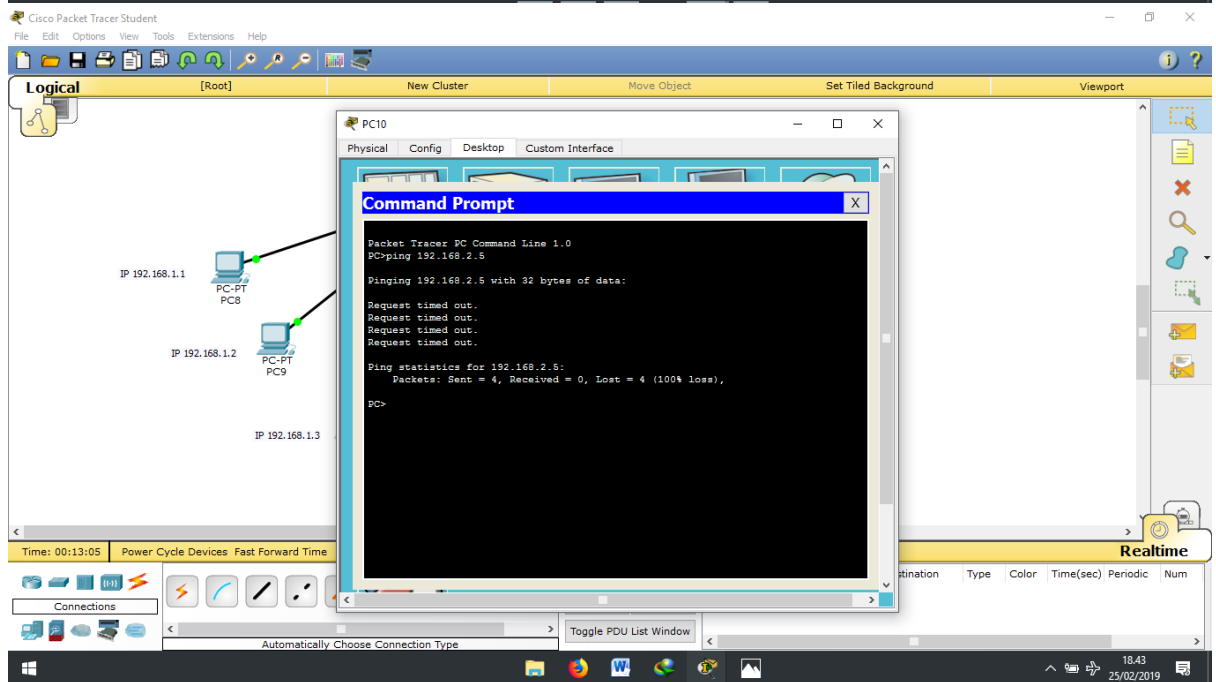 Cisco Packet Tracer Student
File Edit Options View Tools Extensions Help
Logical [Root] New Cluster Move Object Set Tiled Background Viewport
PC10
Physical Config Desktop Custom Interface
Command Prompt X
Packet Tracer PC Command Line 1.0
PC>ping 192.168.2.5
Pinging 192.168.2.5 with 32 bytes of data:
Request timed out.
Request timed out.
Request timed out.
Request timed out.
Ping statistics for 192.168.2.5:
Packets: Sent = 4, Received = 0, Lost = 4 (100% loss),
PC>
IP 192.168.1.1
PC-PT
PC8
IP 192.168.1.2
PC-PT
PC9
IP 192.168.1.3
Time: 00:13:05 Power Cycle Devices Fast Forward Time
Realtime
Connections
Automatically Choose Connection Type
Toggle PDU List Window
stination Type Color Time(sec) Periodic Num
18.43
25/02/2019